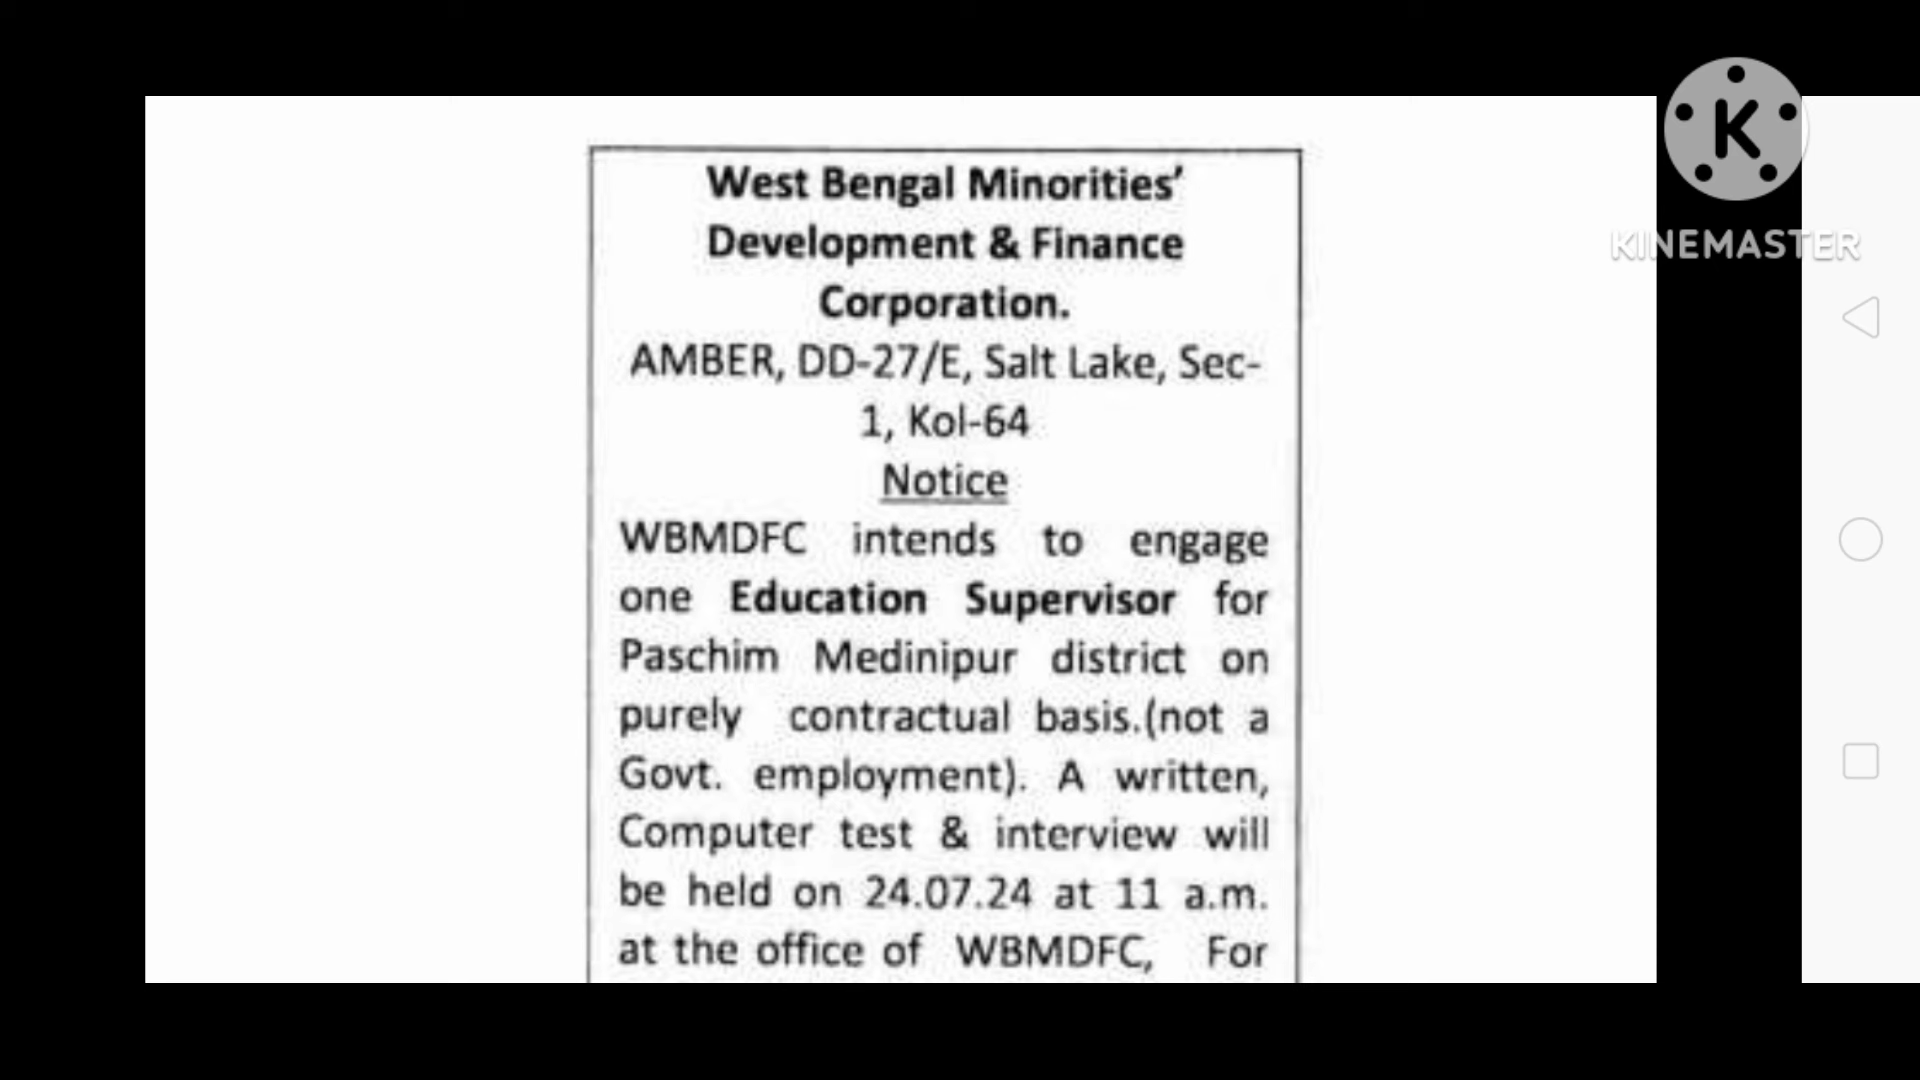 West Bengal Minorities’
Development & Finance
Corporation.
AMBER, DD-27/E, Salt Lake, Sec-
1, Kol-64
Notice
WBMDFC intends to engage
one Education Supervisor for
Paschim Medinipur district on
purely contractual basis.(not a
Govt. employment). A written,
Computer test & interview will
be held on 24.07.24 at 11 a.m.
at the office of WBMDFC, For
K
KINEMASTER